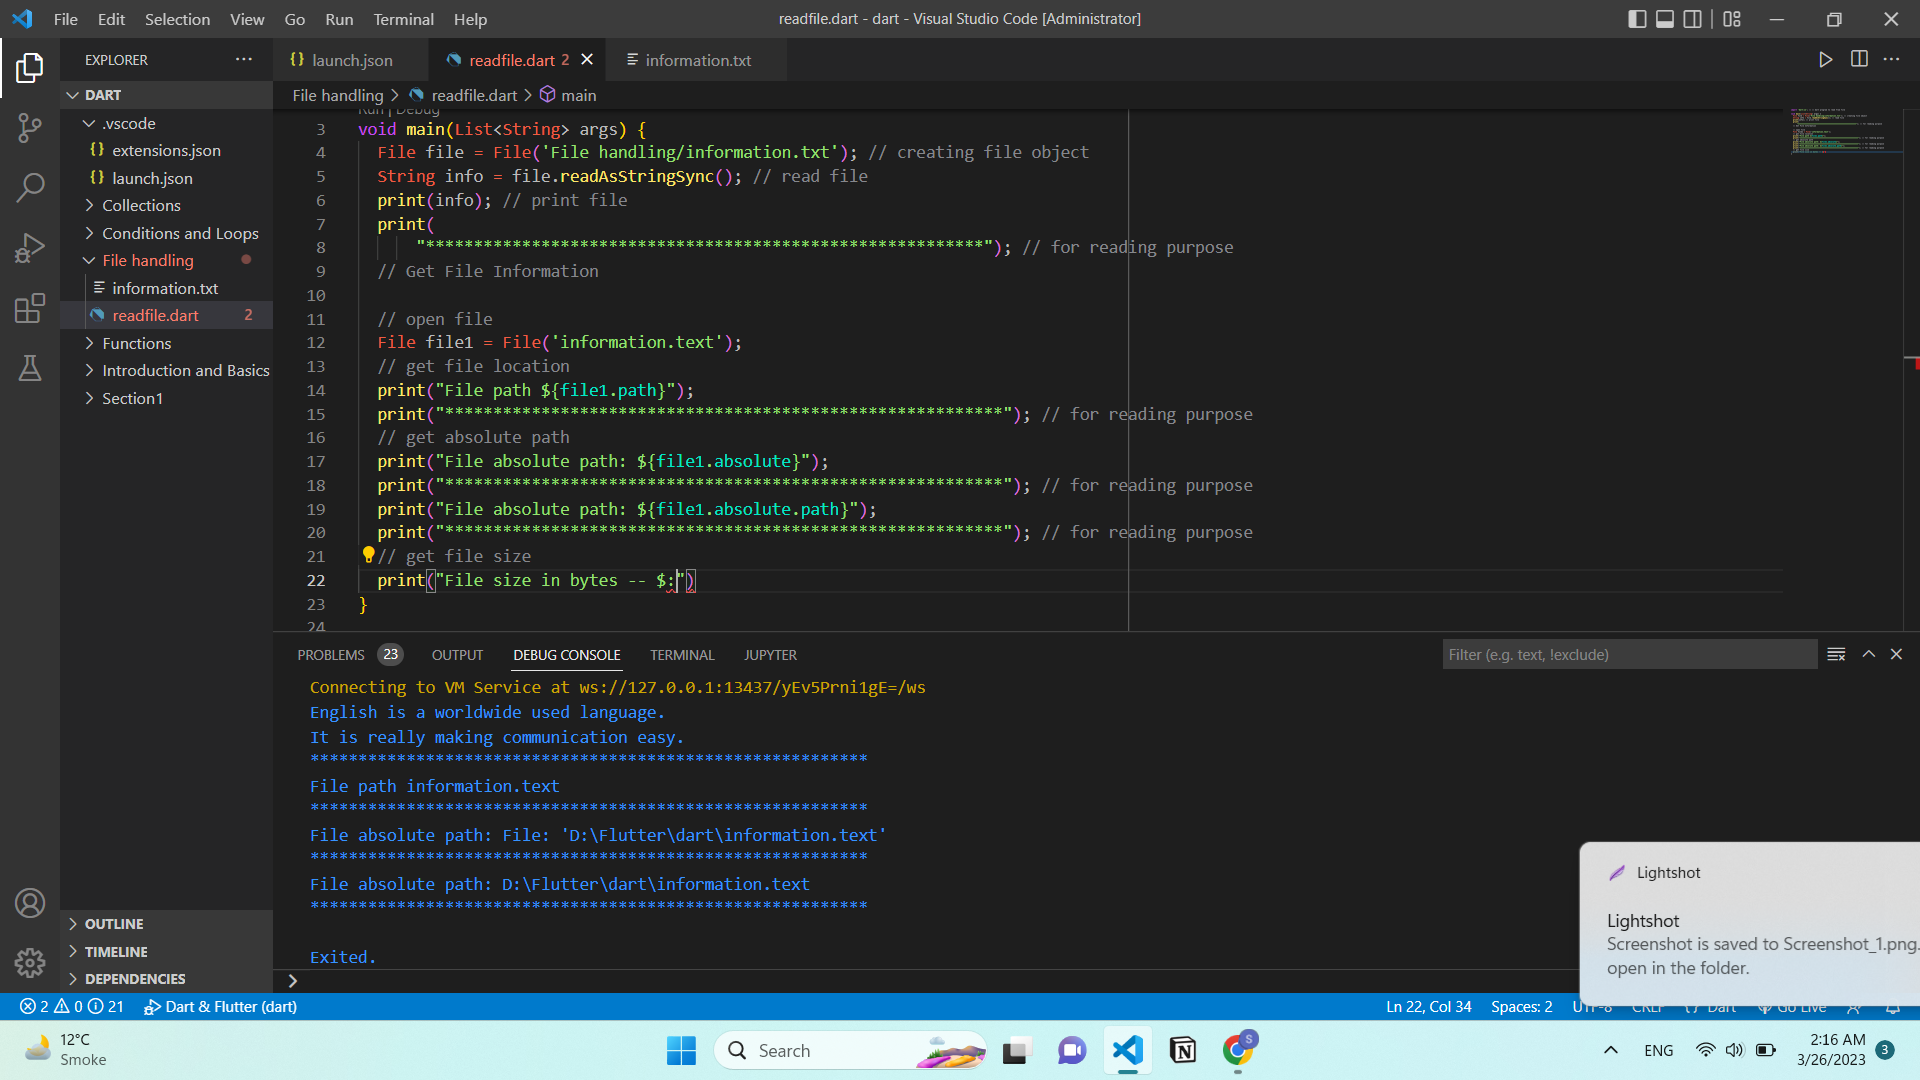 File Edit Selection View Go Run Terminal Help
readfile.dart - dart - Visual Studio Code [Administrator]
EXPLORER
launch.json
readfile.dart 2
information.txt
DART
File handling > readfile.dart > main
.vscode
extensions.json
launch.json
Collections
Conditions and Loops
File handling
information.txt
readfile.dart 2
Functions
Introduction and Basics
Section1
OUTLINE
TIMELINE
DEPENDENCIES
Run | Debug
3 void main(List<String> args) {
4 File file = File('File handling/information.txt'); // creating file object
5 String info = file.readAsStringSync(); // read file
6 print(info); // print file
7 print(
8 "**********************************************************"); // for reading purpose
9 // Get File Information
10
11 // open file
12 File file1 = File('information.text');
13 // get file location
14 print("File path ${file1.path}");
15 print("**********************************************************"); // for reading purpose
16 // get absolute path
17 print("File absolute path: ${file1.absolute}");
18 print("**********************************************************"); // for reading purpose
19 print("File absolute path: ${file1.absolute.path}");
20 print("**********************************************************"); // for reading purpose
21 // get file size
22 print("File size in bytes -- $:")
23 }
24
PROBLEMS 23 OUTPUT DEBUG CONSOLE TERMINAL JUPYTER
Filter (e.g. text, !exclude)
Connecting to VM Service at ws://127.0.0.1:13437/yEv5Prni1gE=/ws
English is a worldwide used language.
It is really making communication easy.
**********************************************************
File path information.text
**********************************************************
File absolute path: File: 'D:\Flutter\dart\information.text'
**********************************************************
File absolute path: D:\Flutter\dart\information.text
**********************************************************
Exited.
Lightshot
Lightshot
Screenshot is saved to Screenshot_1.png.
open in the folder.
2 0 21 Dart & Flutter (dart)
Ln 22, Col 34 Spaces: 2 UTF-8 CRLF {} Dart Go Live
12°C
Smoke
Search
S
ENG
2:16 AM
3/26/2023
3